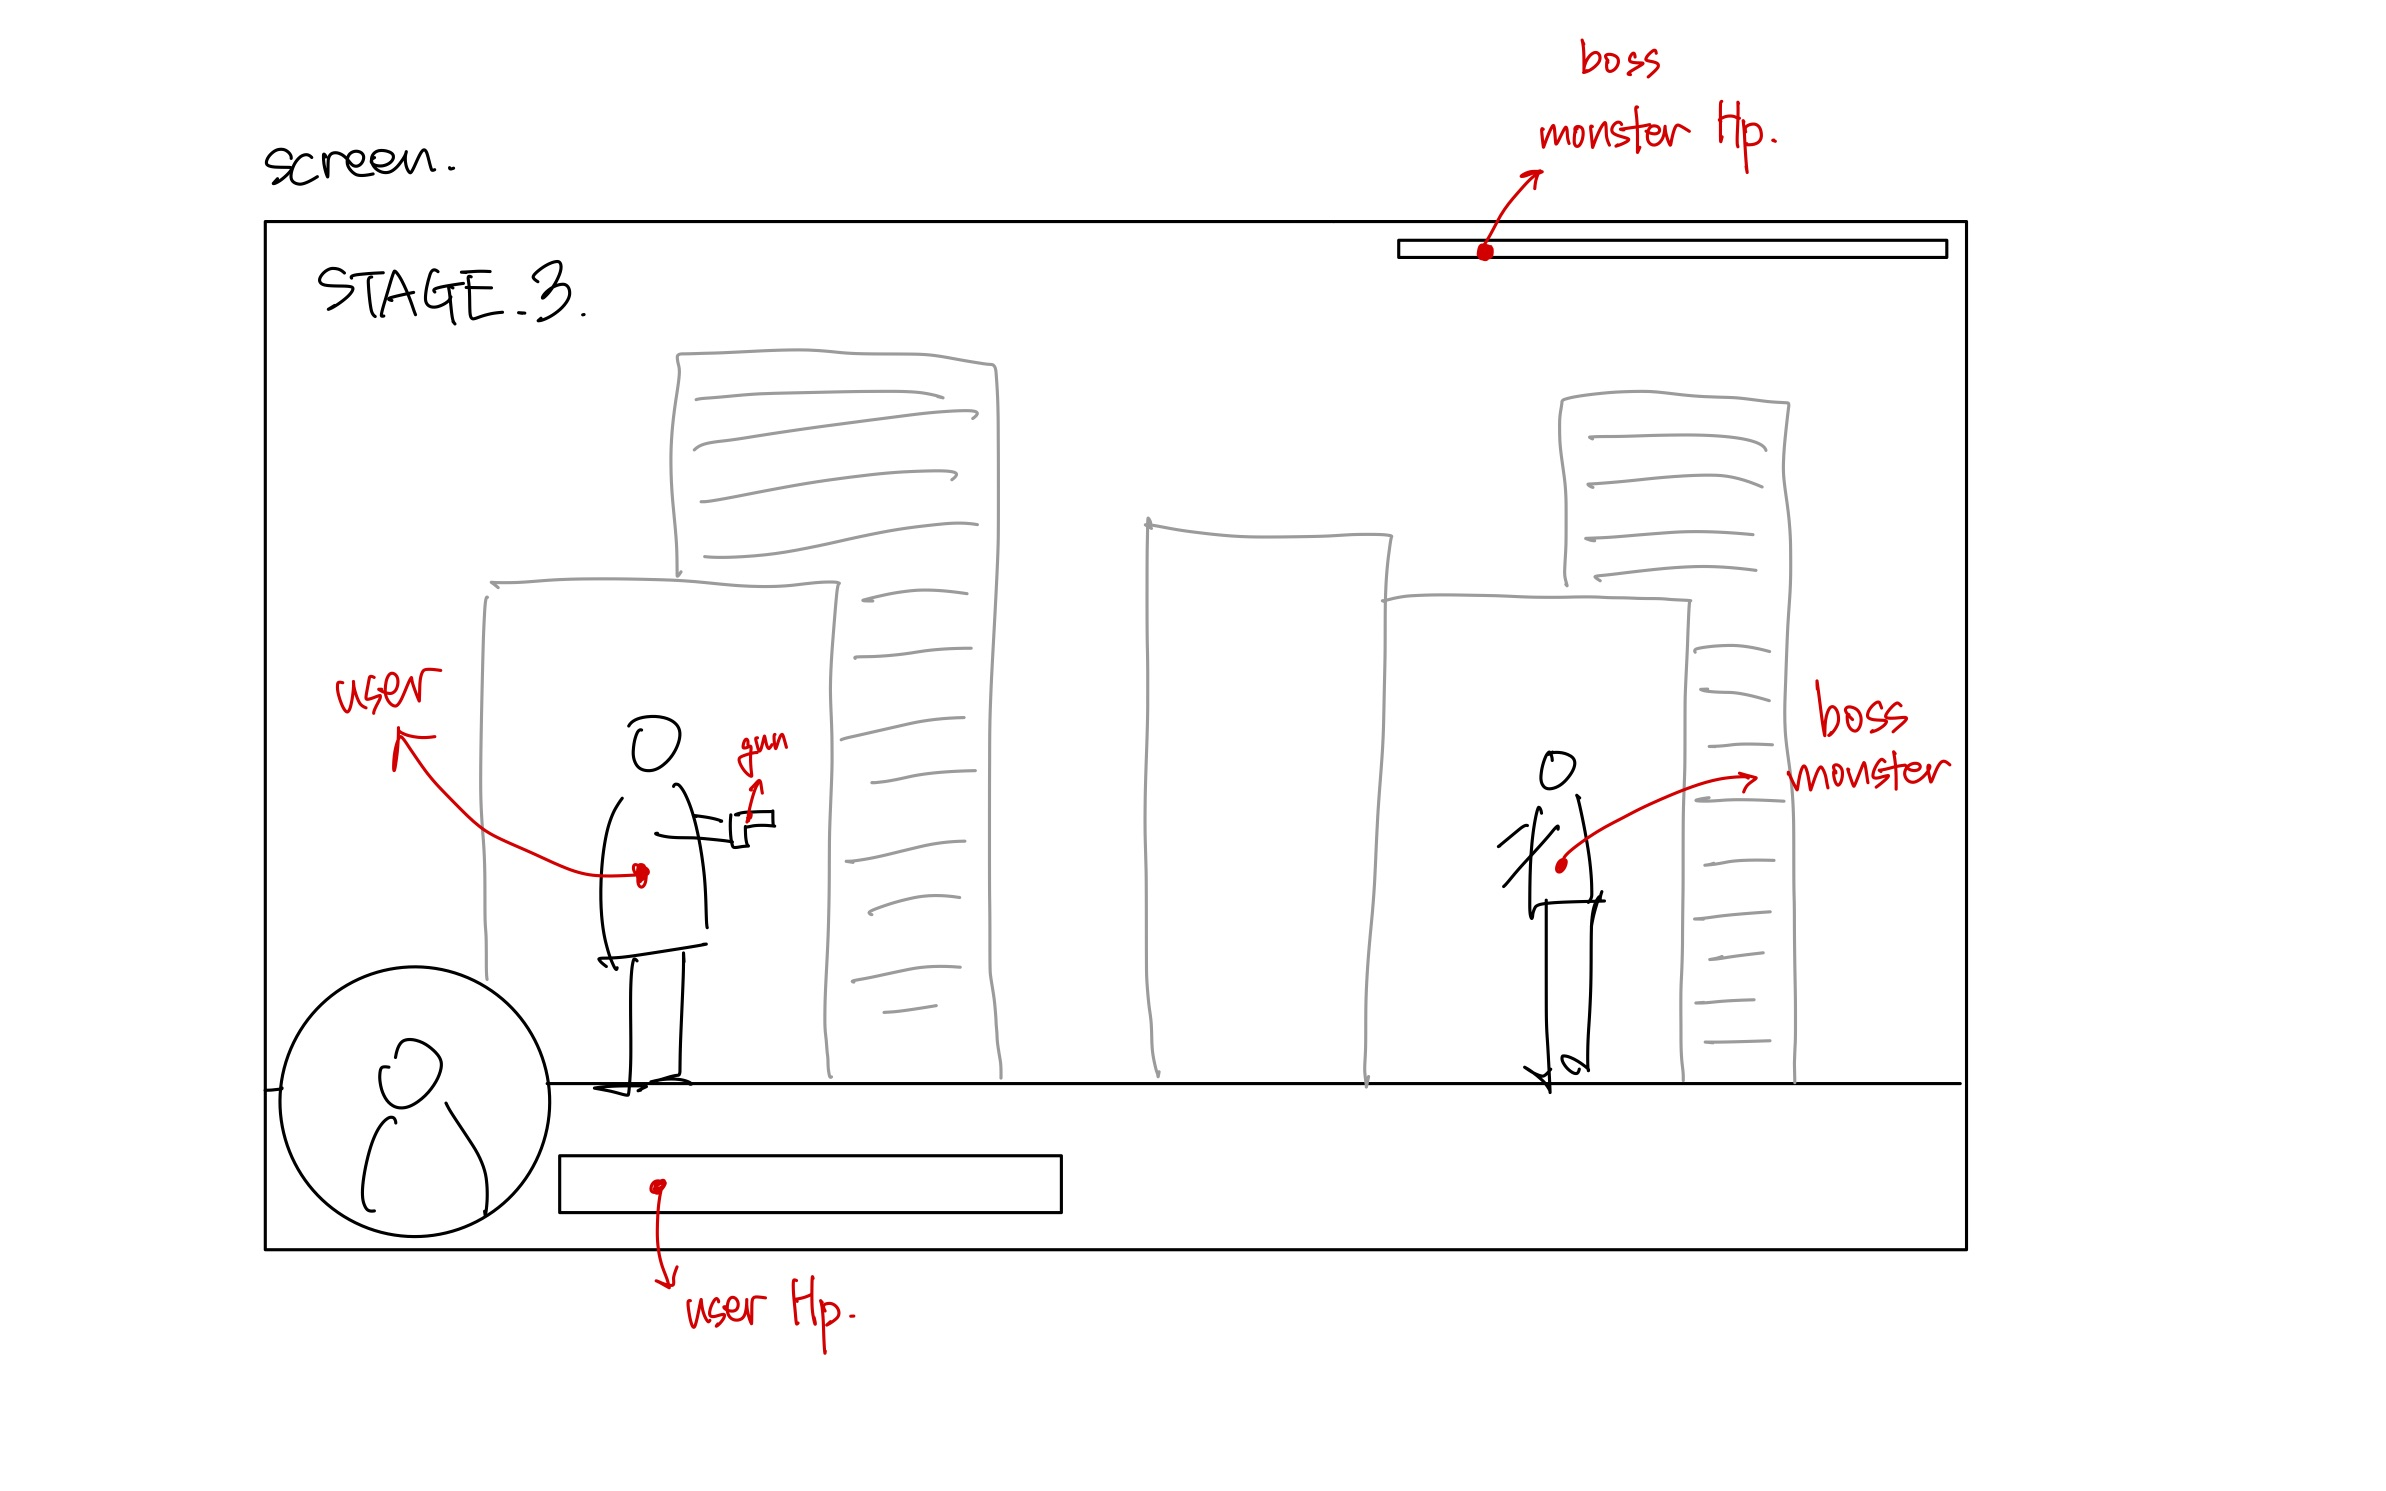 boss
monster Hp.
screen..
STAGE.3.
user
gun
boss
monster
user Hp.